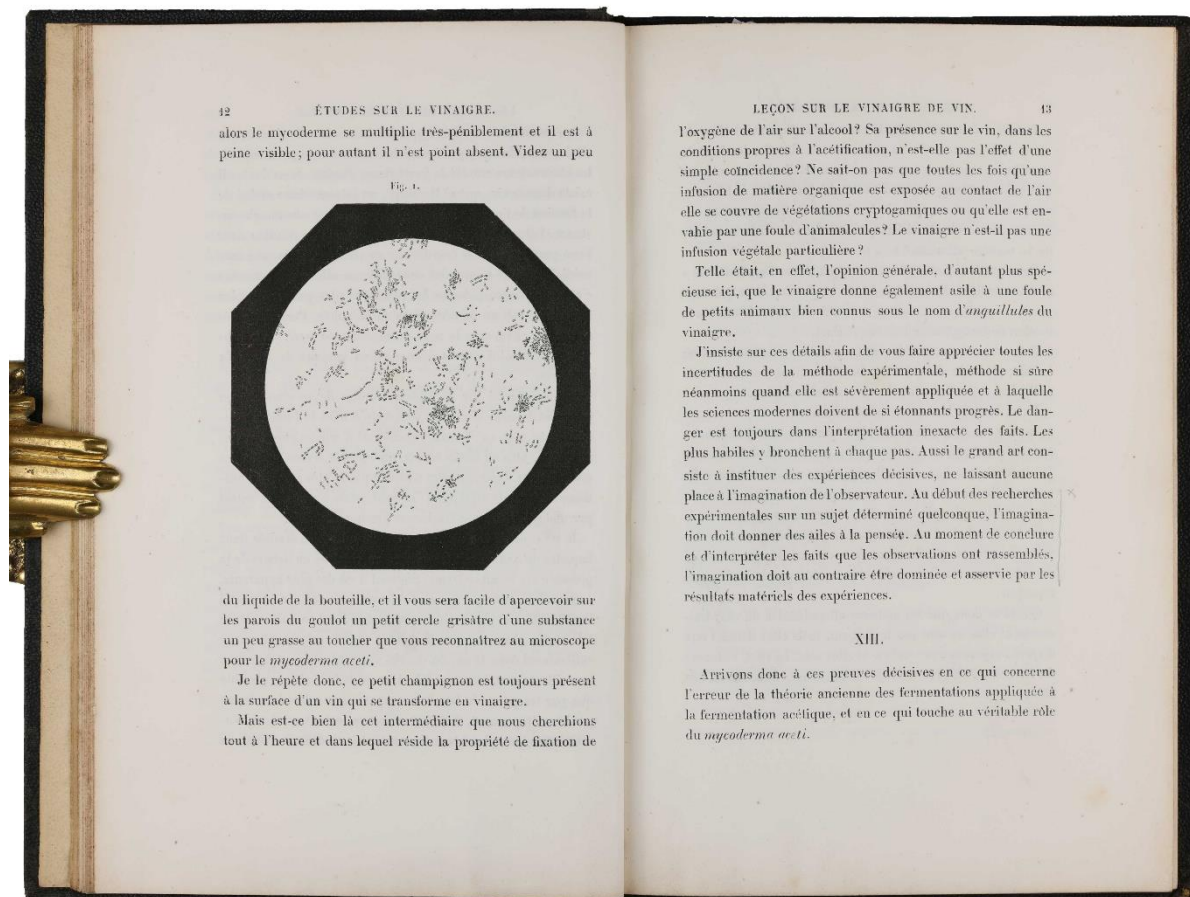 12 ÉTUDES SUR LE VINAIGRE.
alors le mycoderme se multiplie très-péniblement et il est à
peine visible; pour autant il n'est point absent. Videz un peu
Fig. 1.
du liquide de la bouteille, et il vous sera facile d'apercevoir sur
les parois du goulot un petit cercle grisâtre d'une substance
un peu grasse au toucher que vous reconnaîtrez au microscope
pour le mycoderma aceti.
Je le répète donc, ce petit champignon est toujours présent
à la surface d'un vin qui se transforme en vinaigre.
Mais est-ce bien là cet intermédiaire que nous cherchions
tout à l'heure et dans lequel réside la propriété de fixation de
LEÇON SUR LE VINAIGRE DE VIN. 13
l'oxygène de l'air sur l'alcool? Sa présence sur le vin, dans les
conditions propres à l'acétification, n'est-elle pas l'effet d'une
simple coïncidence? Ne sait-on pas que toutes les fois qu'une
infusion de matière organique est exposée au contact de l'air
elle se couvre de végétations cryptogamiques ou qu'elle est en-
vahie par une foule d'animalcules? Le vinaigre n'est-il pas une
infusion végétale particulière?
Telle était, en effet, l'opinion générale, d'autant plus spé-
cieuse ici, que le vinaigre donne également asile à une foule
de petits animaux bien connus sous le nom d'anguillules du
vinaigre.
J'insiste sur ces détails afin de vous faire apprécier toutes les
incertitudes de la méthode expérimentale, méthode si sûre
néanmoins quand elle est sévèrement appliquée et à laquelle
les sciences modernes doivent de si étonnants progrès. Le dan-
ger est toujours dans l'interprétation inexacte des faits. Les
plus habiles y bronchent à chaque pas. Aussi le grand art con-
siste à instituer des expériences décisives, ne laissant aucune
place à l'imagination de l'observateur. Au début des recherches
expérimentales sur un sujet déterminé quelconque, l'imagina-
tion doit donner des ailes à la pensée. Au moment de conclure
et d'interpréter les faits que les observations ont rassemblés,
l'imagination doit au contraire être dominée et asservie par les
résultats matériels des expériences.
XIII.
Arrivons donc à ces preuves décisives en ce qui concerne
l'erreur de la théorie ancienne des fermentations appliquée à
la fermentation acétique, et en ce qui touche au véritable rôle
du mycoderma aceti.